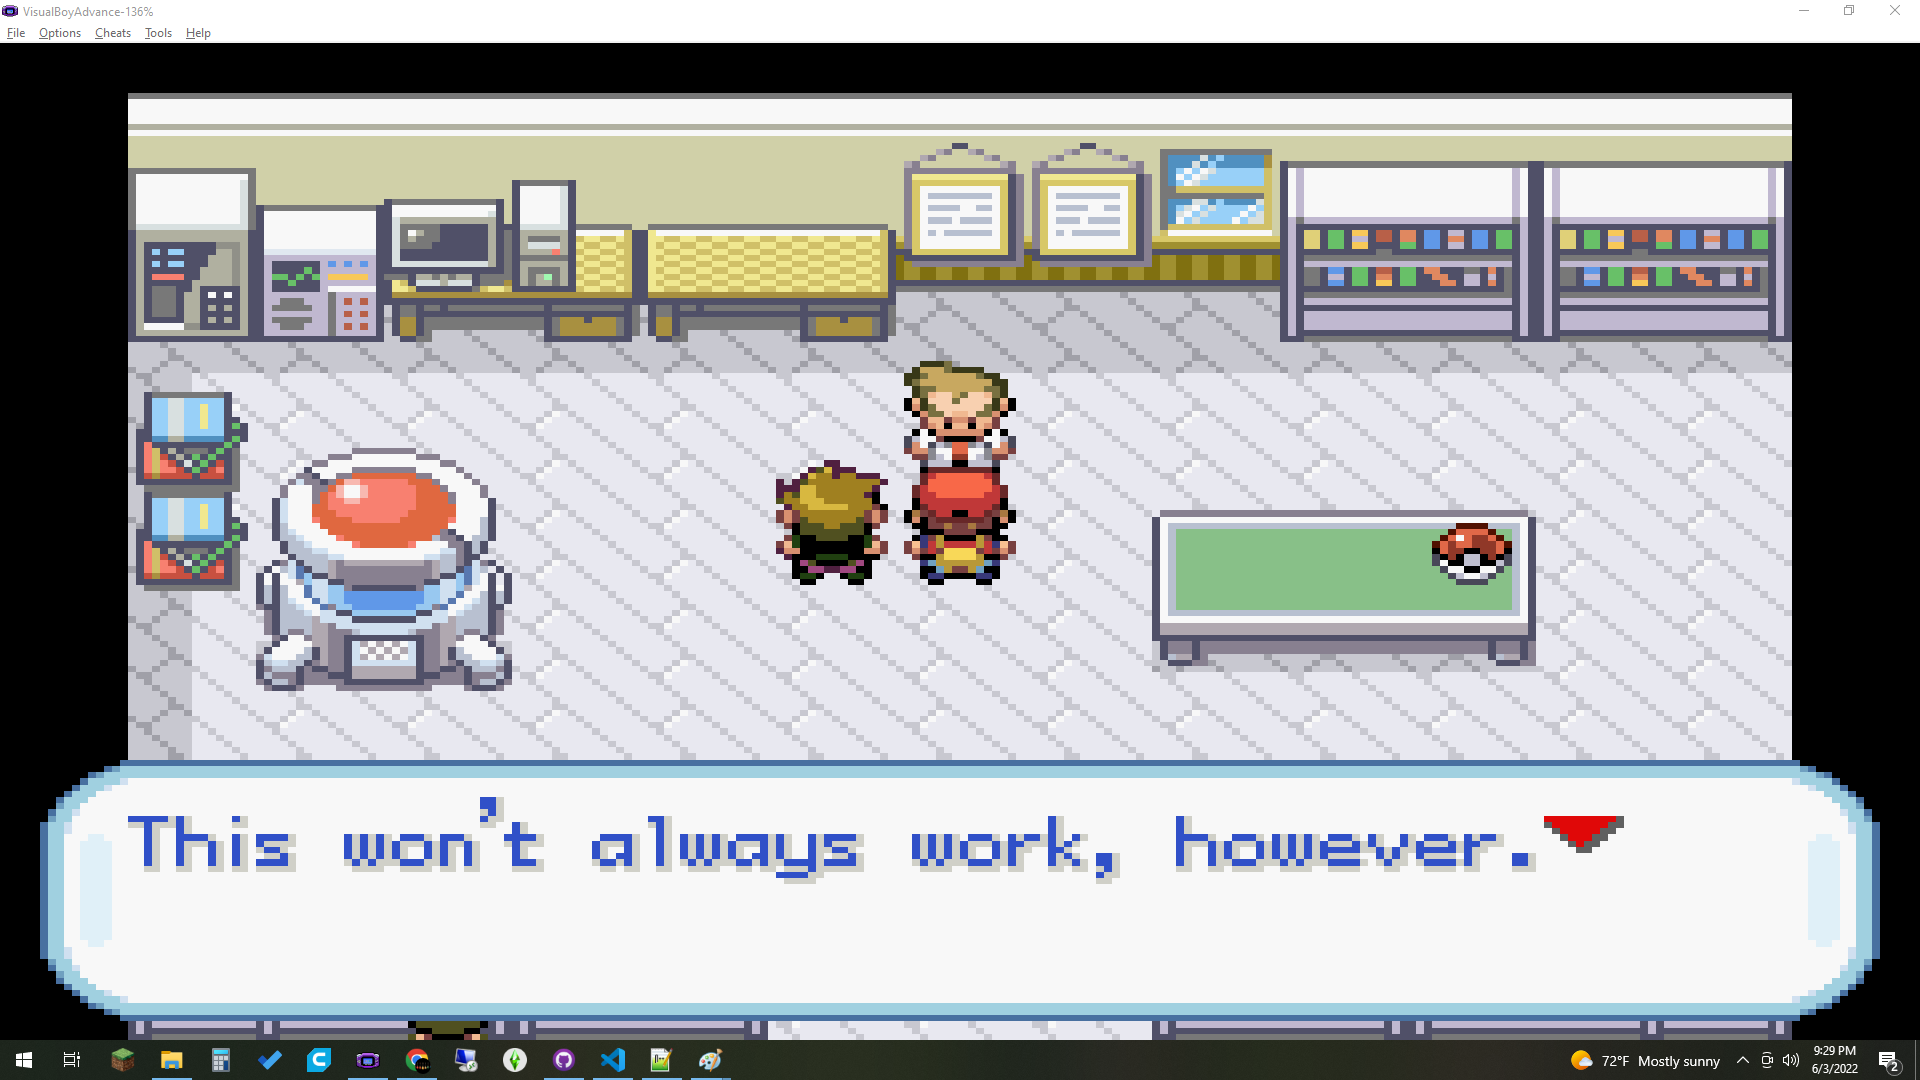 VisualBoyAdvance-136%
File Options Cheats Tools Help
This won't always work, however.
72°F Mostly sunny
9:29 PM
6/3/2022
2